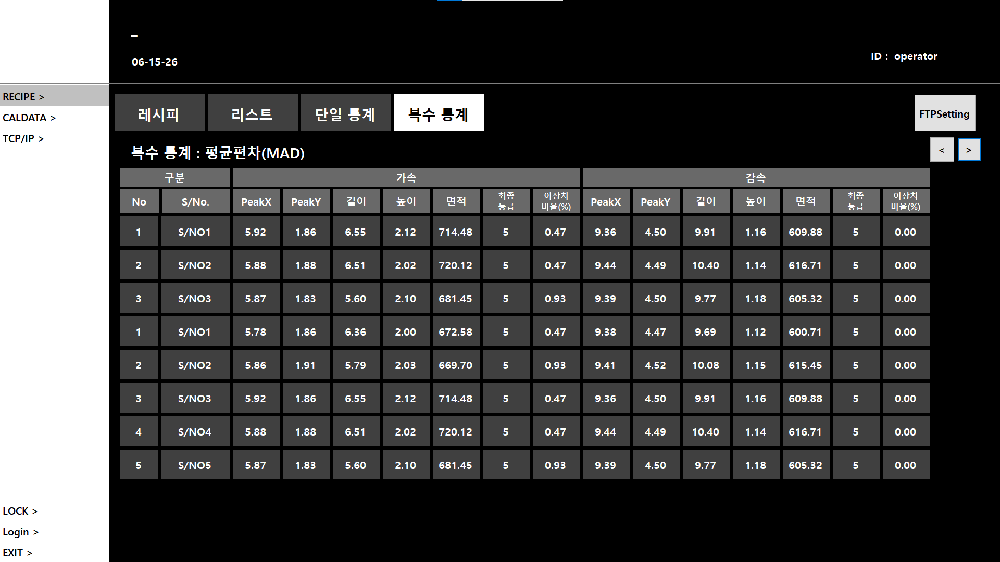 -
06-15-26
ID : operator
RECIPE >
CALDATA >
TCP/IP >
LOCK >
Login >
EXIT >
레시피 리스트 단일 통계 복수 통계 FTPSetting
복수 통계 : 평균편차(MAD) < >
구분 가속 감속
No S/No. PeakX PeakY 길이 높이 면적 최종 등급 이상치 비율(%) PeakX PeakY 길이 높이 면적 최종 등급 이상치 비율(%)
1 S/NO1 5.92 1.86 6.55 2.12 714.48 5 0.47 9.36 4.50 9.91 1.16 609.88 5 0.00
2 S/NO2 5.88 1.88 6.51 2.02 720.12 5 0.47 9.44 4.49 10.40 1.14 616.71 5 0.00
3 S/NO3 5.87 1.83 5.60 2.10 681.45 5 0.93 9.39 4.50 9.77 1.18 605.32 5 0.00
1 S/NO1 5.78 1.86 6.36 2.00 672.58 5 0.47 9.38 4.47 9.69 1.12 600.71 5 0.00
2 S/NO2 5.86 1.91 5.79 2.03 669.70 5 0.93 9.41 4.52 10.08 1.15 615.45 5 0.00
3 S/NO3 5.92 1.86 6.55 2.12 714.48 5 0.47 9.36 4.50 9.91 1.16 609.88 5 0.00
4 S/NO4 5.88 1.88 6.51 2.02 720.12 5 0.47 9.44 4.49 10.40 1.14 616.71 5 0.00
5 S/NO5 5.87 1.83 5.60 2.10 681.45 5 0.93 9.39 4.50 9.77 1.18 605.32 5 0.00